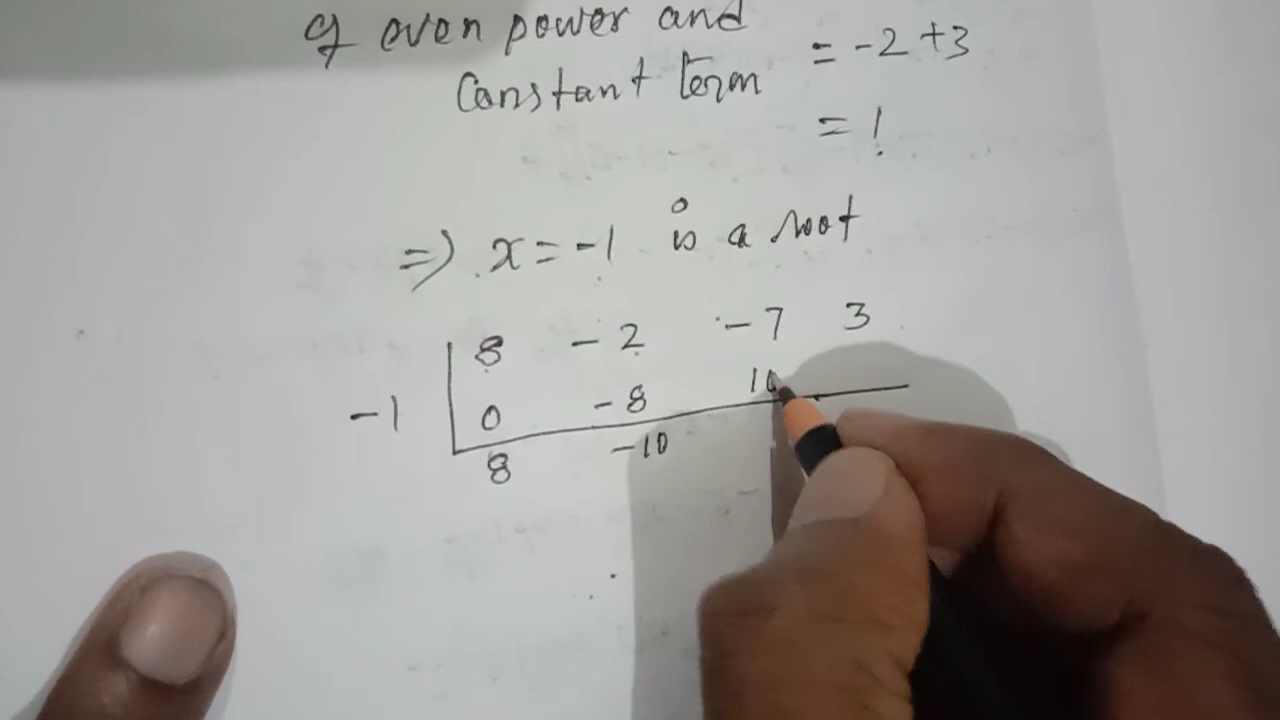 of even power and = -2 +3
Constant term
= 1
=> x = -1 is a root
8 -2 -7 3
-1 0 -8 10
8 -10